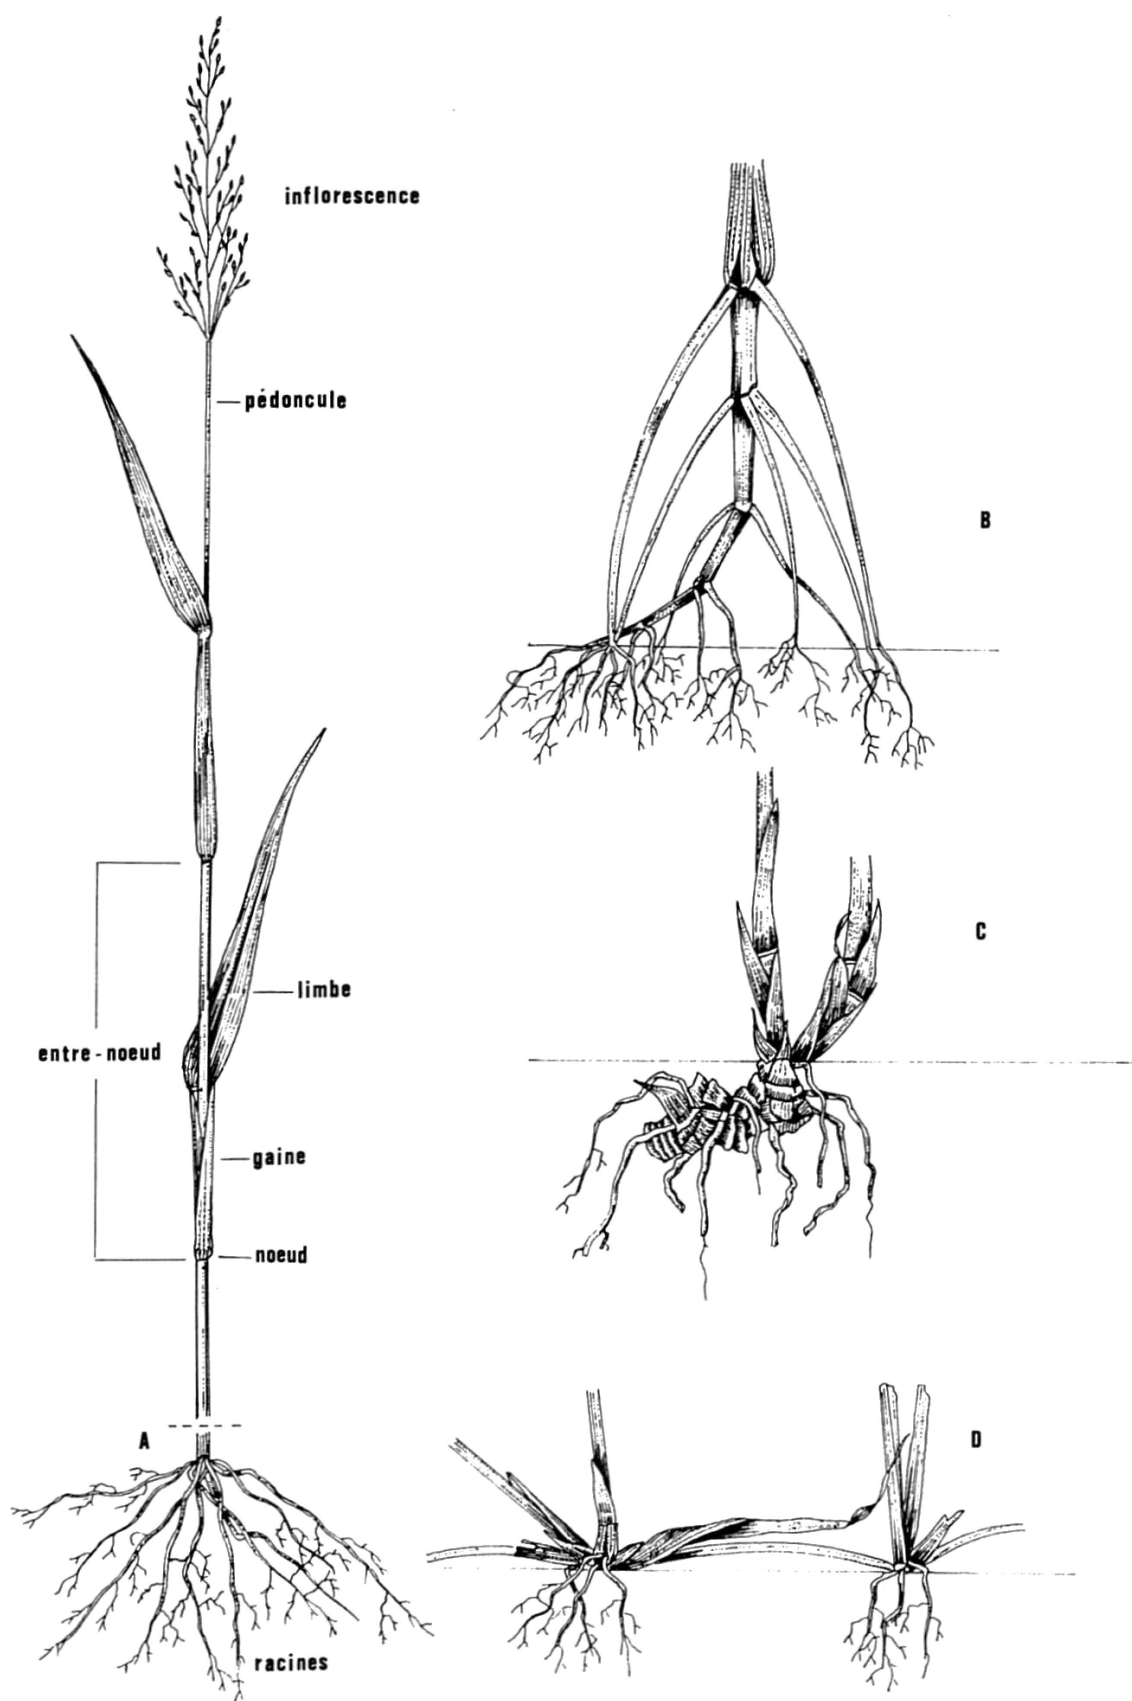 inflorescence
pédoncule
B
C
limbe
entre-noeud
gaine
noeud
A
D
racines